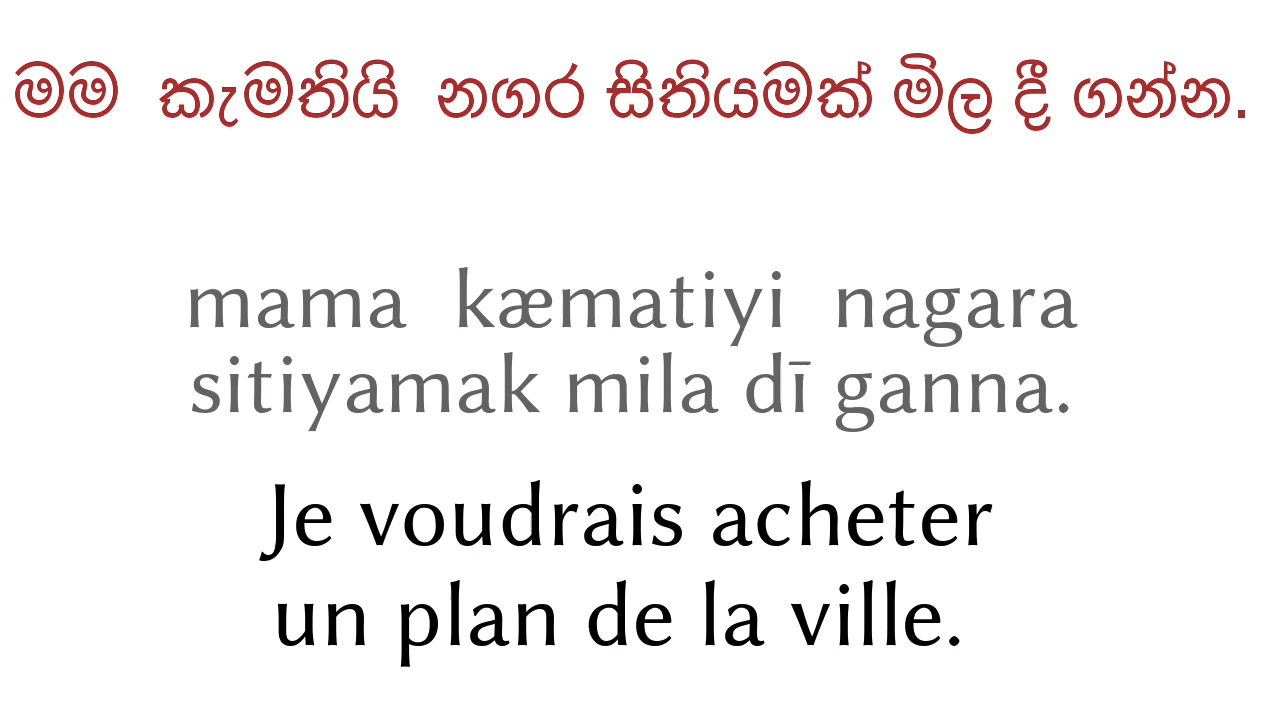 මම කැමතියි නගර සිතියමක් මිල දී ගන්න.
mama kæmatiyi nagara
sitiyamak mila dī ganna.
Je voudrais acheter
un plan de la ville.